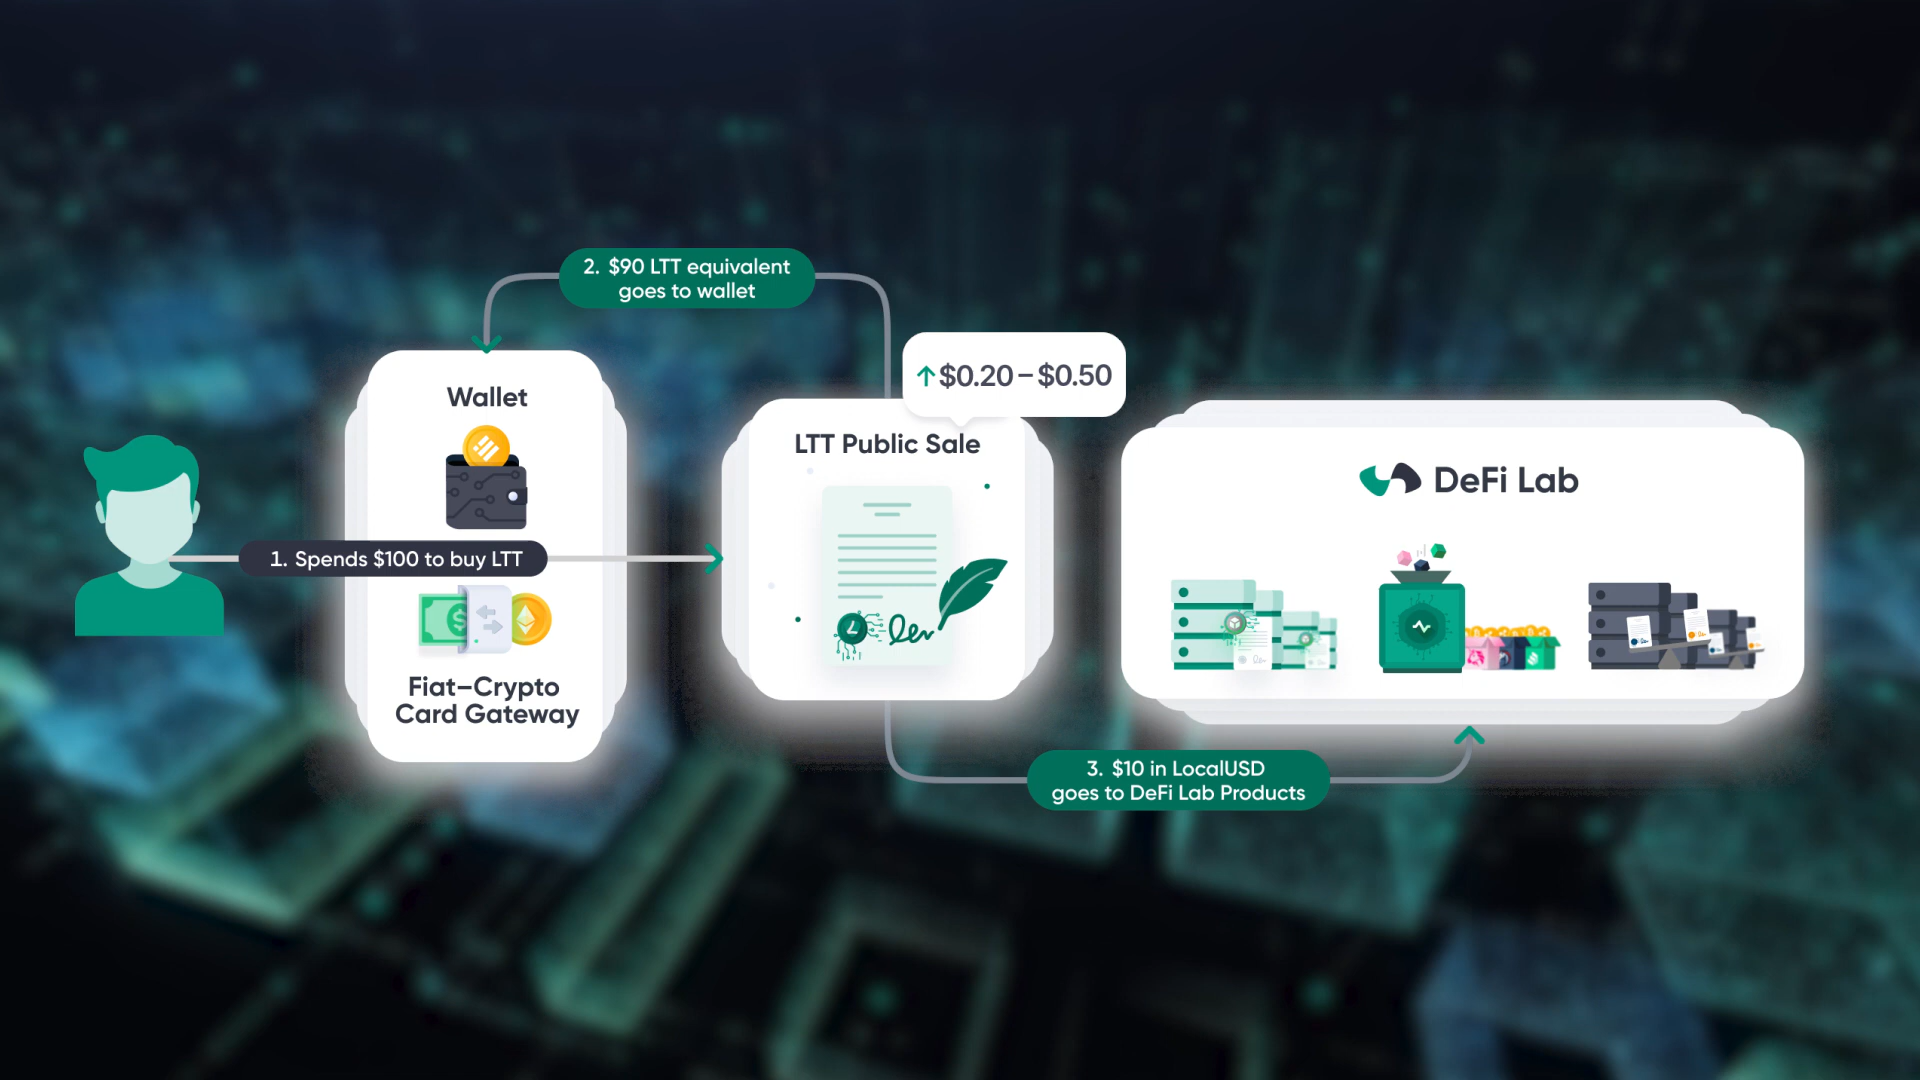 2. $90 LTT equivalent
goes to wallet
↑$0.20 – $0.50
Wallet
LTT Public Sale
DeFi Lab
1. Spends $100 to buy LTT
Fiat–Crypto
Card Gateway
3. $10 in LocalUSD
goes to DeFi Lab Products